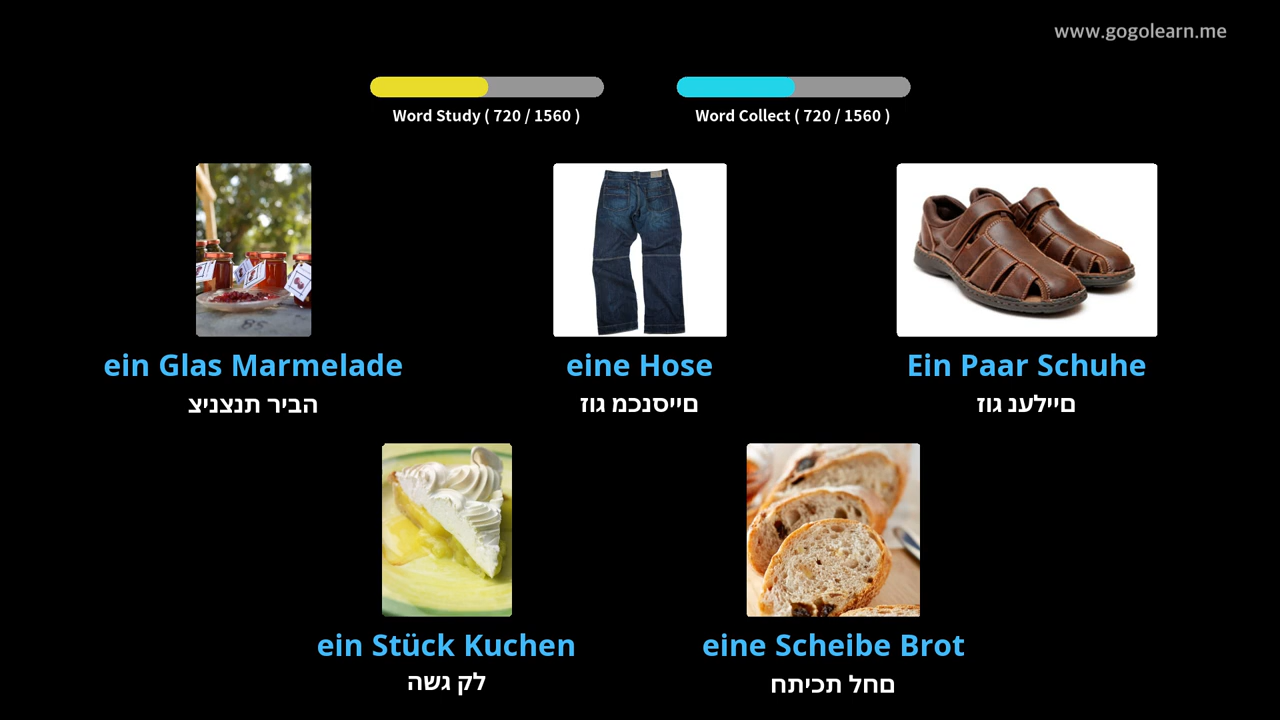 www.gogolearn.me
Word Study ( 720 / 1560 )
Word Collect ( 720 / 1560 )
ein Glas Marmelade
הביר תנצניצ
eine Hose
םייסנכמ גוז
Ein Paar Schuhe
םיילענ גוז
ein Stück Kuchen
לק גשה
eine Scheibe Brot
םחל תכיתח